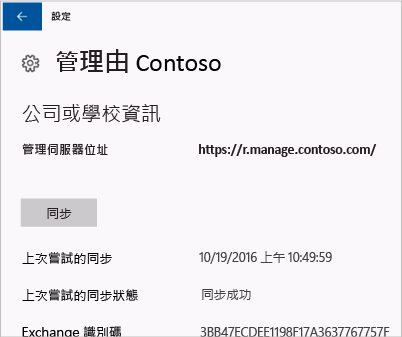 設定
管理由 Contoso
公司或學校資訊
管理伺服器位址 https://r.manage.contoso.com/
同步
上次嘗試的同步 10/19/2016 上午 10:49:59
上次嘗試的同步狀態 同步成功
Exchange 識別碼 3BB47ECDEE1198F17A3637767757F